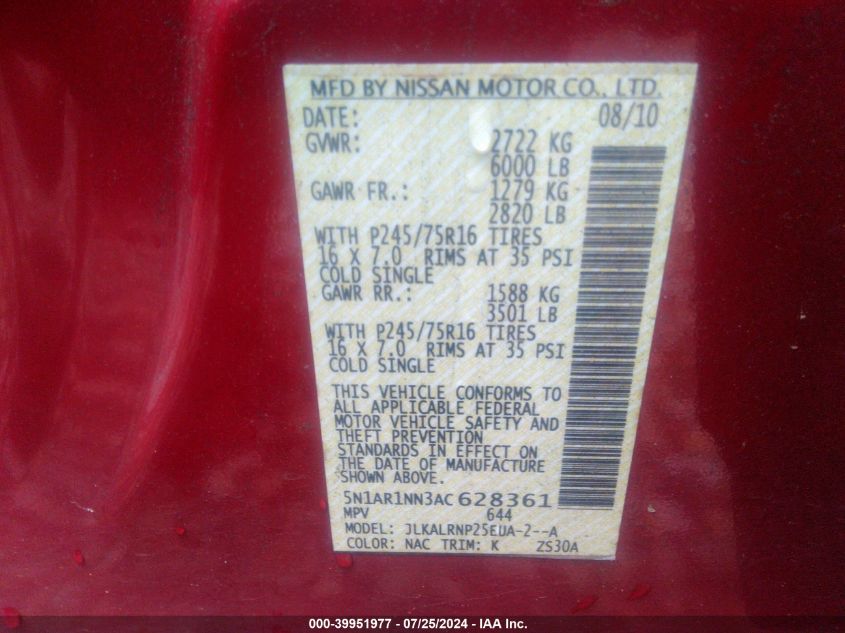 MFD BY NISSAN MOTOR CO., LTD.
DATE: 08/10
GVWR: 2722 KG
6000 LB
GAWR FR.: 1279 KG
2820 LB
WITH P245/75R16 TIRES
16 X 7.0 RIMS AT 35 PSI
COLD SINGLE
GAWR RR.: 1588 KG
3501 LB
WITH P245/75R16 TIRES
16 X 7.0 RIMS AT 35 PSI
COLD SINGLE
THIS VEHICLE CONFORMS TO
ALL APPLICABLE FEDERAL
MOTOR VEHICLE SAFETY AND
THEFT PREVENTION
STANDARDS IN EFFECT ON
THE DATE OF MANUFACTURE
SHOWN ABOVE.
5N1AR1NN3AC628361
MPV 644
MODEL: JLKALRNP25EUA-2--A
COLOR: NAC TRIM: K ZS30A
000-39951977 - 07/25/2024 - IAA Inc.